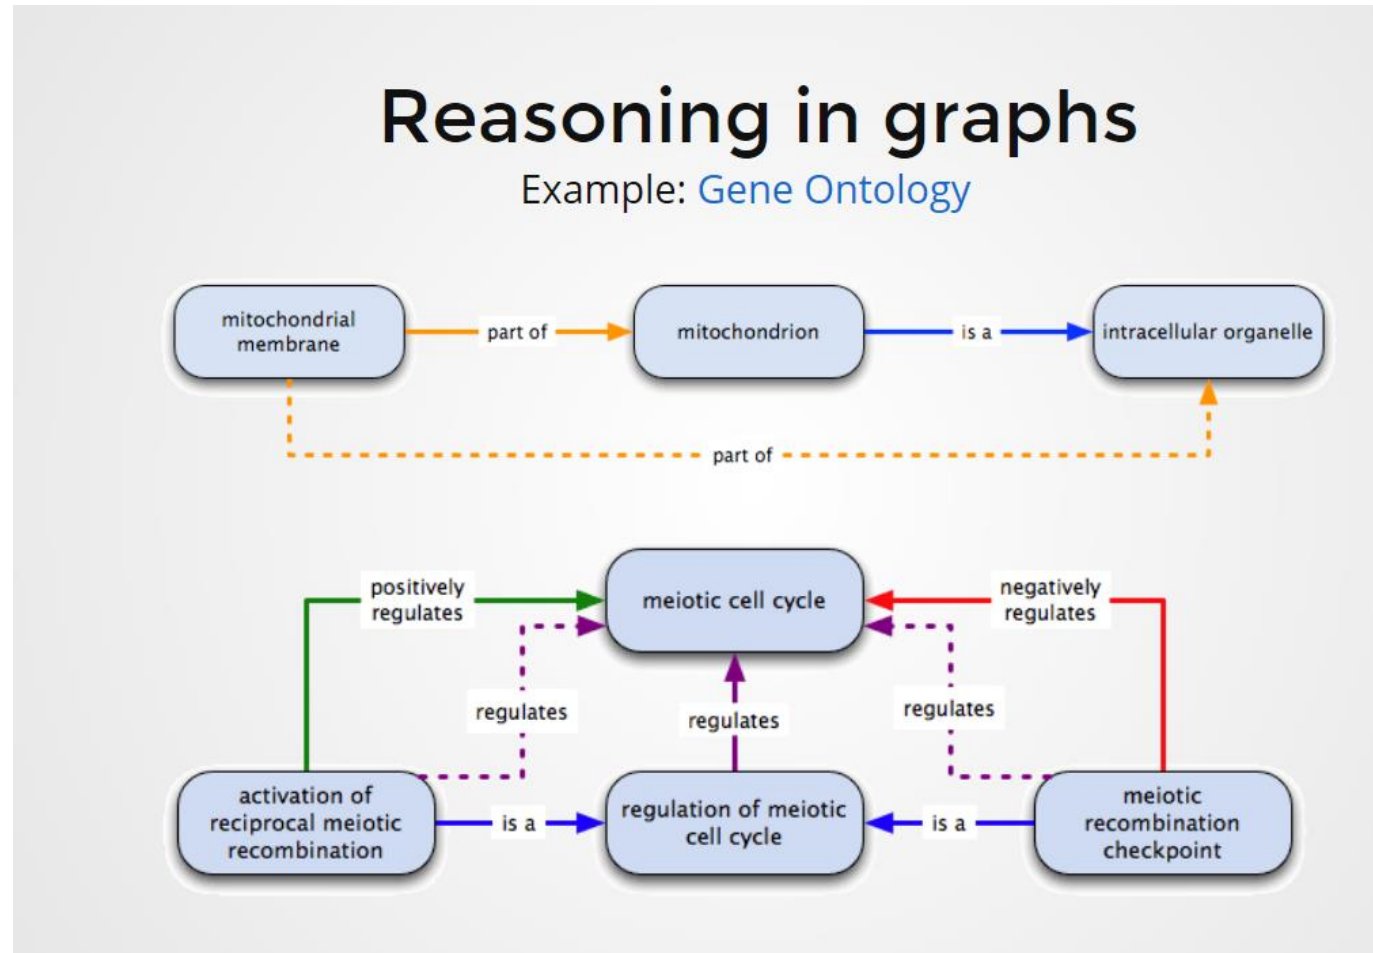 Reasoning in graphs
Example: Gene Ontology
mitochondrial
membrane
part of
mitochondrion
is a
intracellular organelle
part of
positively
regulates
meiotic cell cycle
negatively
regulates
regulates
regulates
regulates
activation of
reciprocal meiotic
recombination
is a
regulation of meiotic
cell cycle
is a
meiotic
recombination
checkpoint